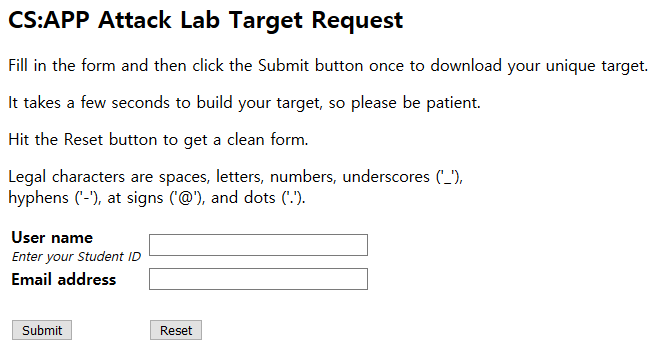 CS:APP Attack Lab Target Request
Fill in the form and then click the Submit button once to download your unique target.
It takes a few seconds to build your target, so please be patient.
Hit the Reset button to get a clean form.
Legal characters are spaces, letters, numbers, underscores ('_'),
hyphens ('-'), at signs ('@'), and dots ('.').
User name
Enter your Student ID
Email address
Submit Reset